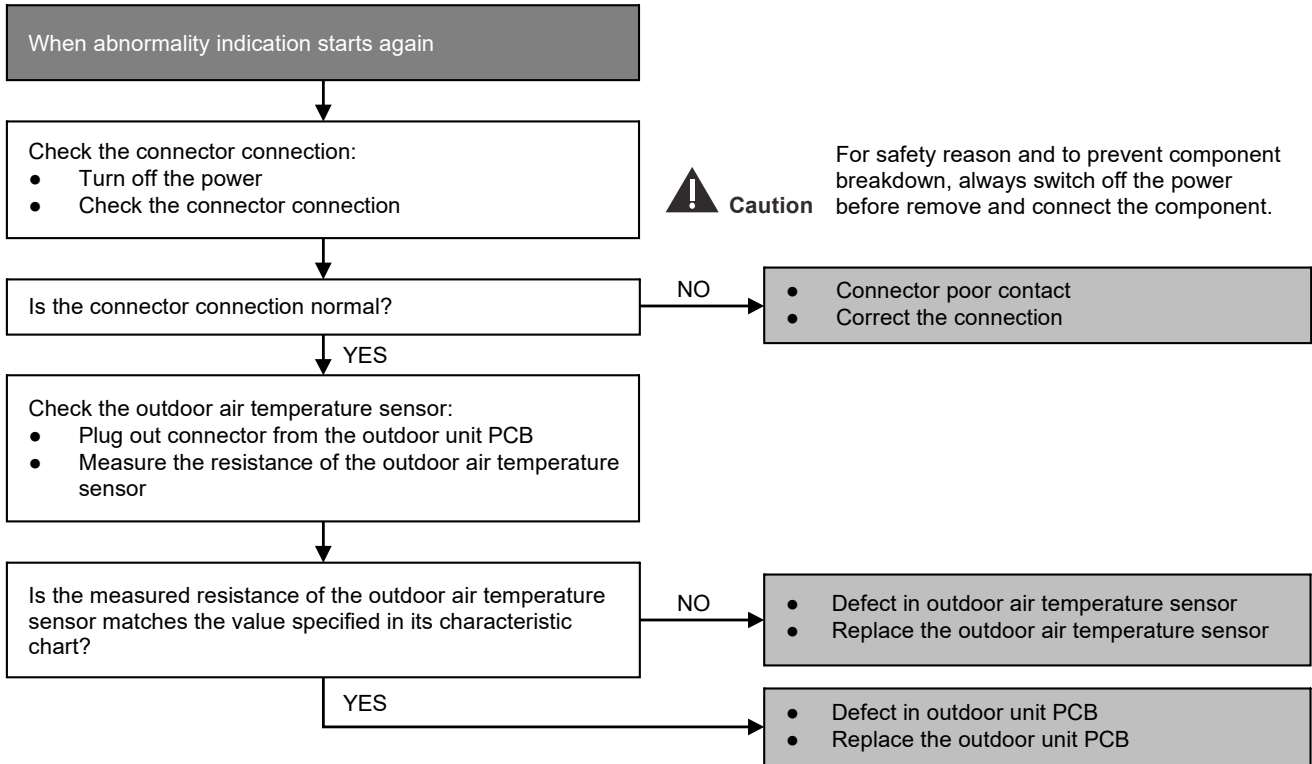 When abnormality indication starts again
Check the connector connection:
● Turn off the power
● Check the connector connection
Caution
For safety reason and to prevent component
breakdown, always switch off the power
before remove and connect the component.
Is the connector connection normal?
NO
● Connector poor contact
● Correct the connection
YES
Check the outdoor air temperature sensor:
● Plug out connector from the outdoor unit PCB
● Measure the resistance of the outdoor air temperature
sensor
Is the measured resistance of the outdoor air temperature
sensor matches the value specified in its characteristic
chart?
NO
● Defect in outdoor air temperature sensor
● Replace the outdoor air temperature sensor
YES
● Defect in outdoor unit PCB
● Replace the outdoor unit PCB